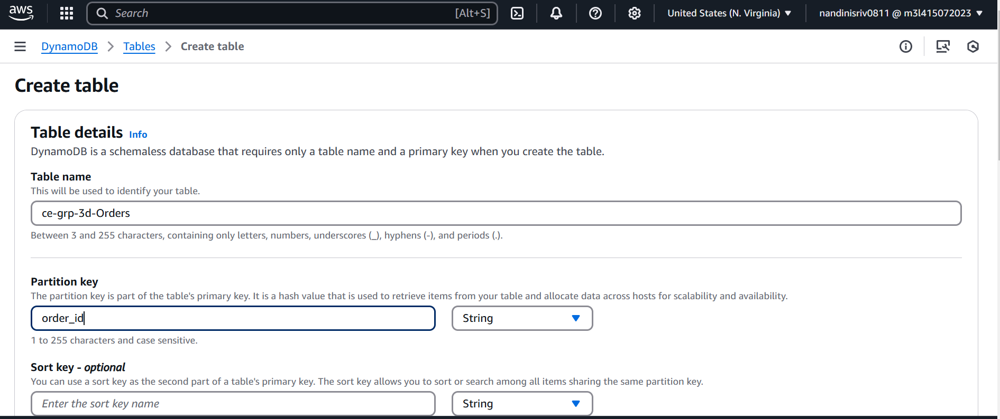 aws
Search [Alt+S] United States (N. Virginia) nandinisriv0811 @ m3l415072023
DynamoDB Tables Create table
Create table
Table details Info
DynamoDB is a schemaless database that requires only a table name and a primary key when you create the table.
Table name
This will be used to identify your table.
ce-grp-3d-Orders
Between 3 and 255 characters, containing only letters, numbers, underscores (_), hyphens (-), and periods (.).
Partition key
The partition key is part of the table's primary key. It is a hash value that is used to retrieve items from your table and allocate data across hosts for scalability and availability.
order_id String
1 to 255 characters and case sensitive.
Sort key - optional
You can use a sort key as the second part of a table's primary key. The sort key allows you to sort or search among all items sharing the same partition key.
Enter the sort key name String